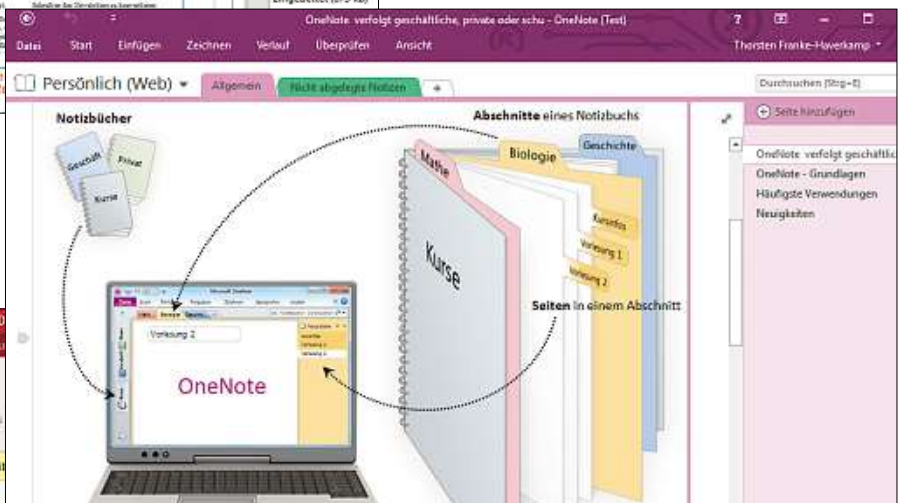 OneNote verfolgt geschäftliche, private oder schu - OneNote (Test)
Datei Start Einfügen Zeichnen Verlauf Überprüfen Ansicht
Thorsten Franke-Haverkamp
Persönlich (Web) Allgemein Nicht abgelegte Notizen +
Durchsuchen (Strg+E)
Seite hinzufügen
OneNote verfolgt geschäftlic
OneNote - Grundlagen
Häufigste Verwendungen
Neuigkeiten
Notizbücher
Geschäft
Privat
Kurse
Abschnitte eines Notizbuchs
Mathe
Biologie
Geschichte
Kurse
Kursinfos
Vorlesung 1
Vorlesung 2
Seiten in einem Abschnitt
Vorlesung 2
OneNote